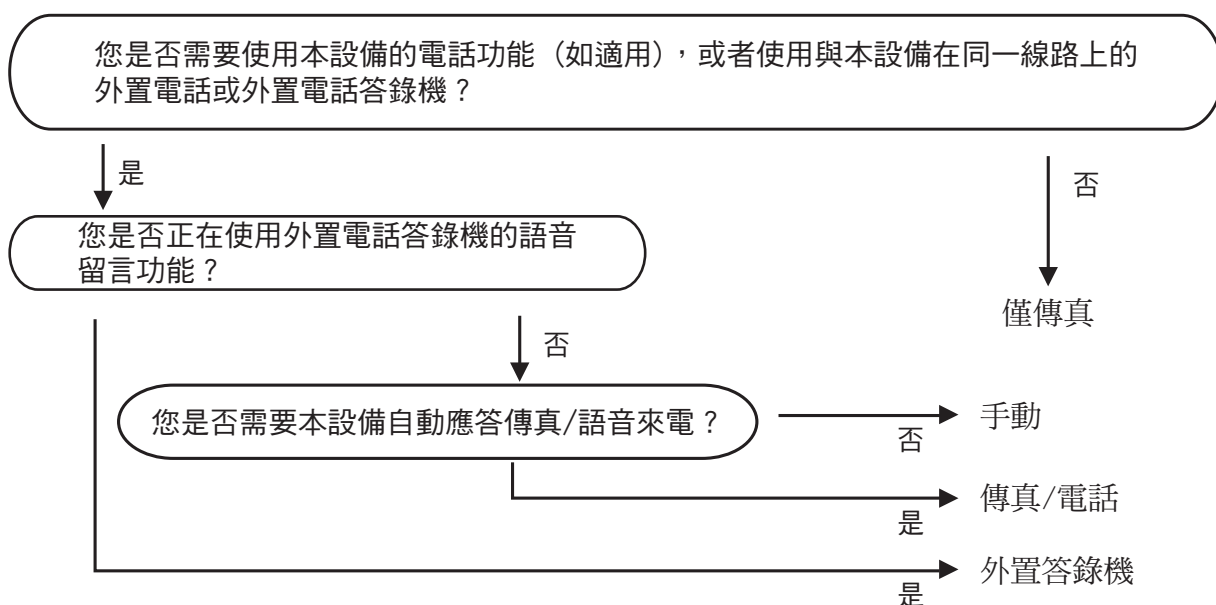 您是否需要使用本設備的電話功能（如適用），或者使用與本設備在同一線路上的
外置電話或外置電話答錄機？
是
否
您是否正在使用外置電話答錄機的語音
留言功能？
僅傳真
否
您是否需要本設備自動應答傳真/語音來電？
否
手動
是
傳真/電話
是
外置答錄機